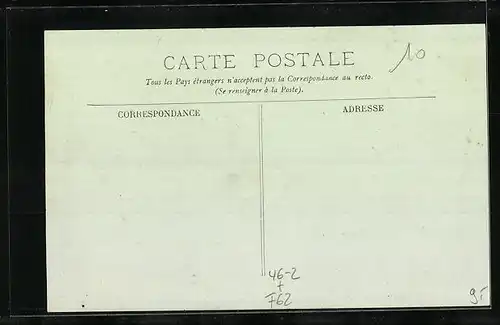 CARTE POSTALE
10
Tous les Pays étrangers n'acceptent pas la Correspondance au recto.
(Se renseigner à la Poste).
CORRESPONDANCE
ADRESSE
46-2
+
762